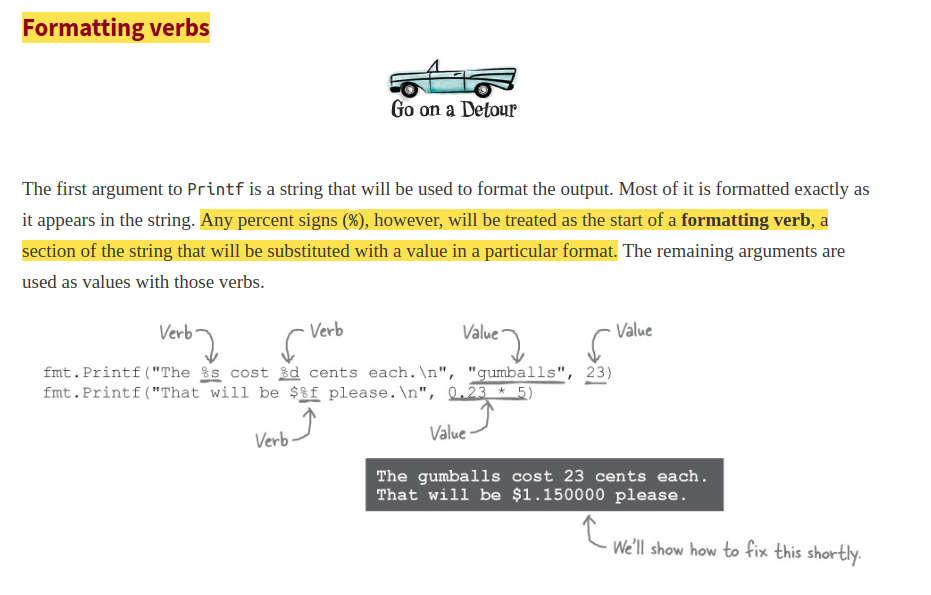 Formatting verbs
Go on a Detour
The first argument to Printf is a string that will be used to format the output. Most of it is formatted exactly as
it appears in the string. Any percent signs (%), however, will be treated as the start of a formatting verb, a
section of the string that will be substituted with a value in a particular format. The remaining arguments are
used as values with those verbs.
Verb Verb Value Value
fmt.Printf("The %s cost %d cents each.\n", "gumballs", 23)
fmt.Printf("That will be $%f please.\n", 0.23 * 5)
Verb Value
The gumballs cost 23 cents each.
That will be $1.150000 please.
We'll show how to fix this shortly.